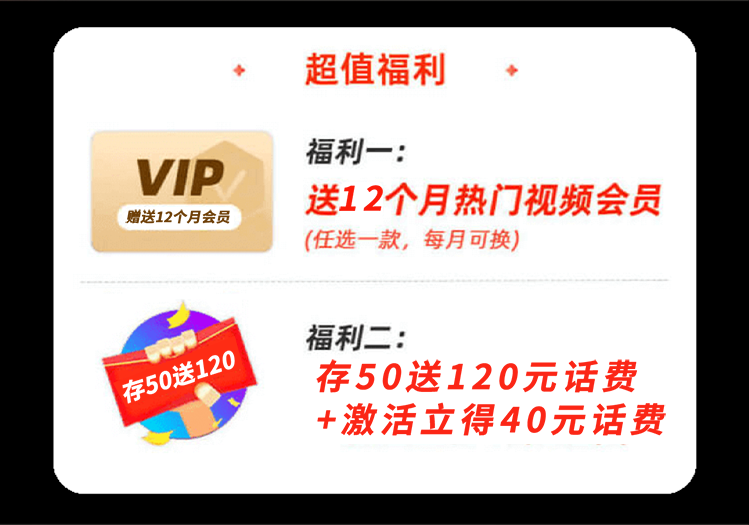 超值福利
VIP
赠送12个月会员
福利一：
送12个月热门视频会员
(任选一款，每月可换)
存50送120
福利二：
存50送120元话费
+激活立得40元话费